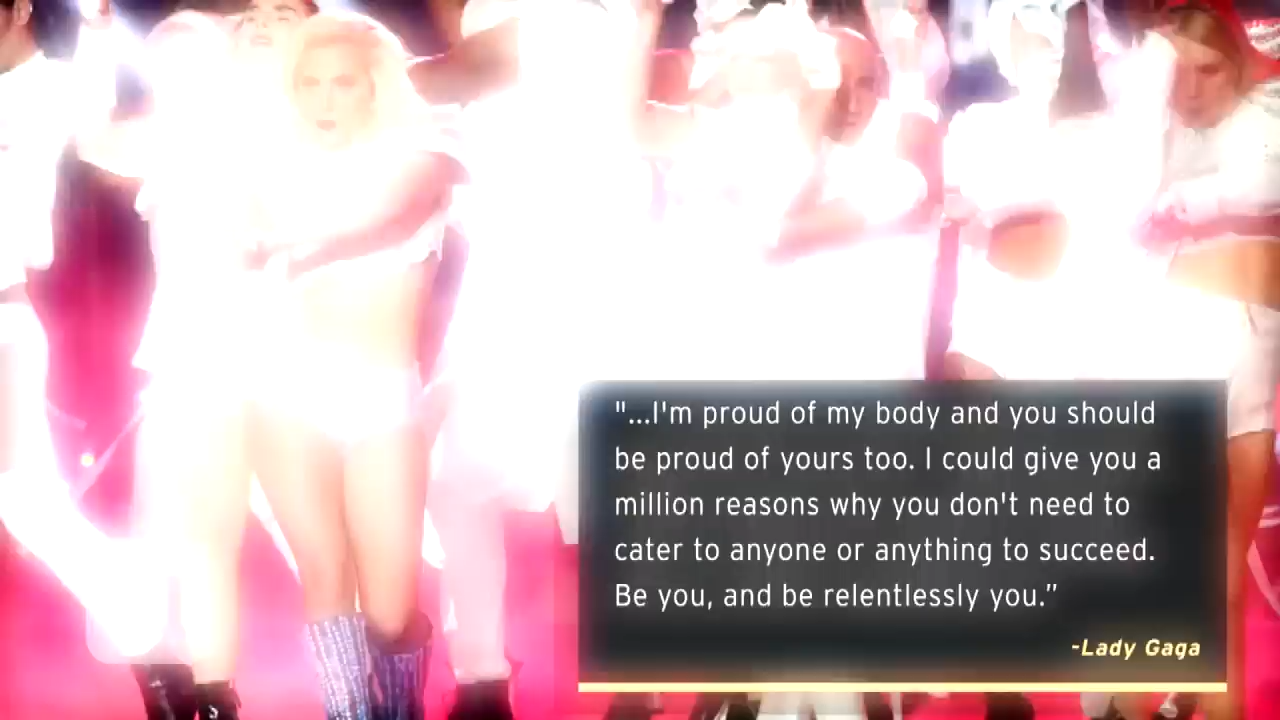 "...I'm proud of my body and you should
be proud of yours too. I could give you a
million reasons why you don't need to
cater to anyone or anything to succeed.
Be you, and be relentlessly you.”
-Lady Gaga